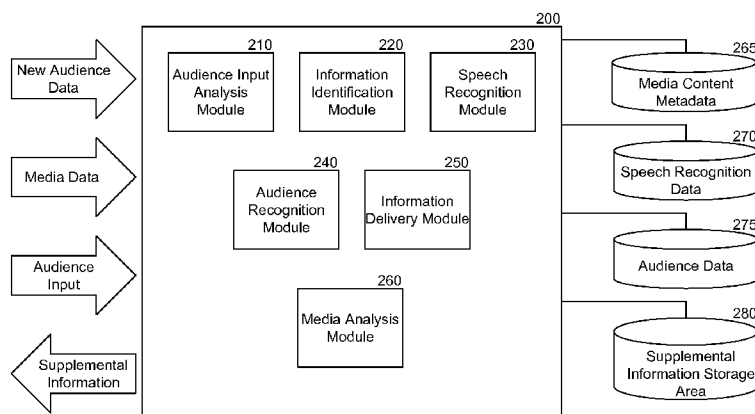 200
210
220
230
265
New Audience
Data
Audience Input
Analysis
Module
Information
Identification
Module
Speech
Recognition
Module
Media Content
Metadata
240
250
270
Media Data
Audience
Recognition
Module
Information
Delivery Module
Speech Recognition
Data
275
Audience
Input
Audience Data
260
Media Analysis
Module
280
Supplemental
Information
Supplemental
Information Storage
Area